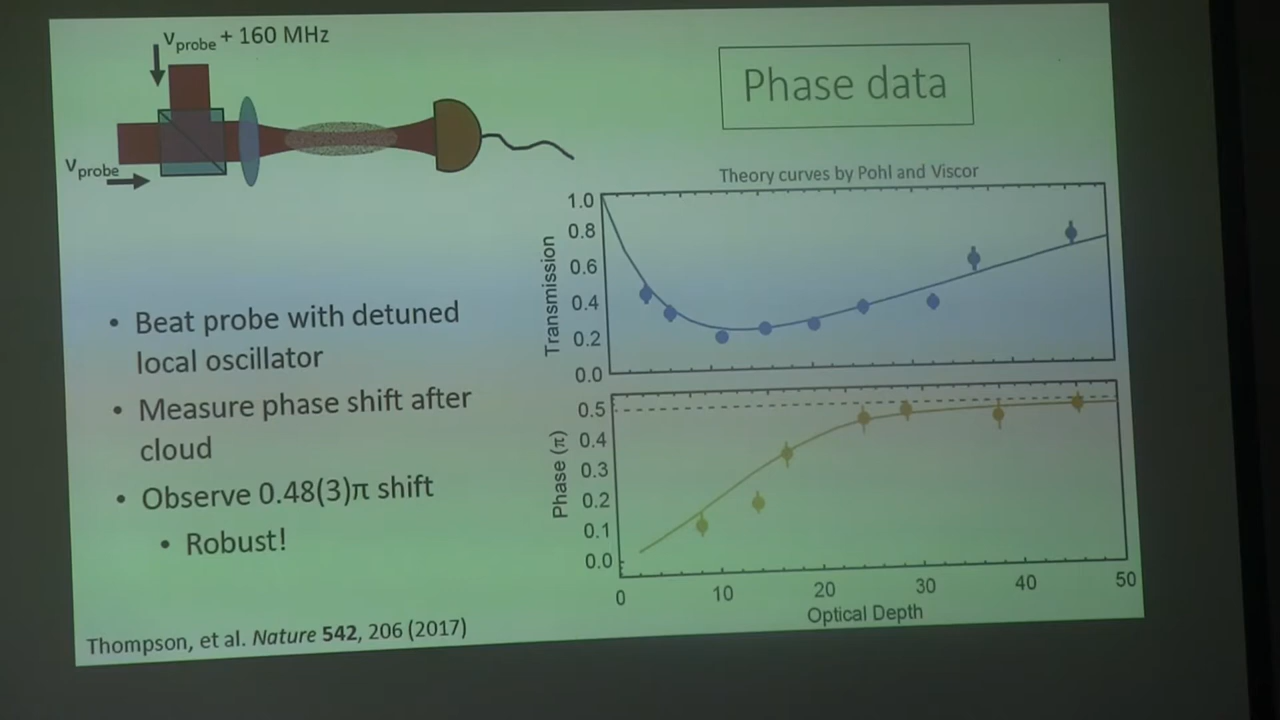 νprobe + 160 MHz
νprobe
Phase data
• Beat probe with detuned
local oscillator
• Measure phase shift after
cloud
• Observe 0.48(3)π shift
• Robust!
Thompson, et al. Nature 542, 206 (2017)
Theory curves by Pohl and Viscor
Transmission
1.0
0.8
0.6
0.4
0.2
0.0
Phase (π)
0.5
0.4
0.3
0.2
0.1
0.0
0 10 20 30 40 50
Optical Depth